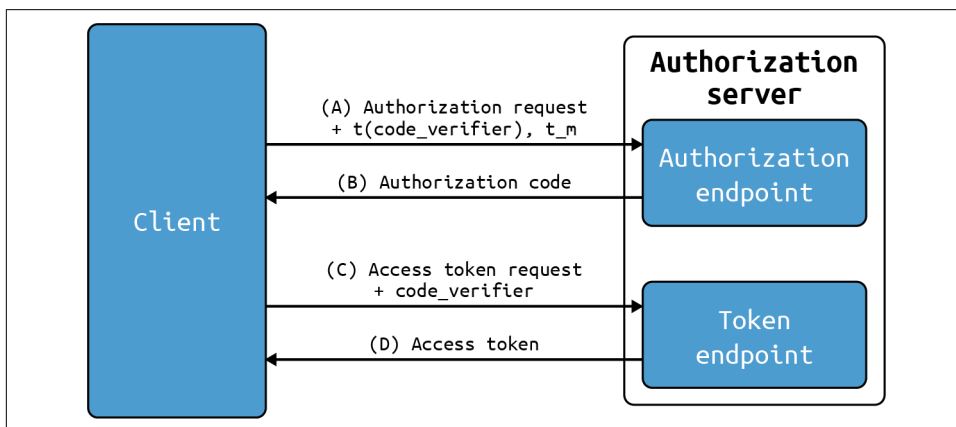 Authorization
server
(A) Authorization request
+ t(code_verifier), t_m
Authorization
endpoint
(B) Authorization code
Client
(C) Access token request
+ code_verifier
Token
endpoint
(D) Access token